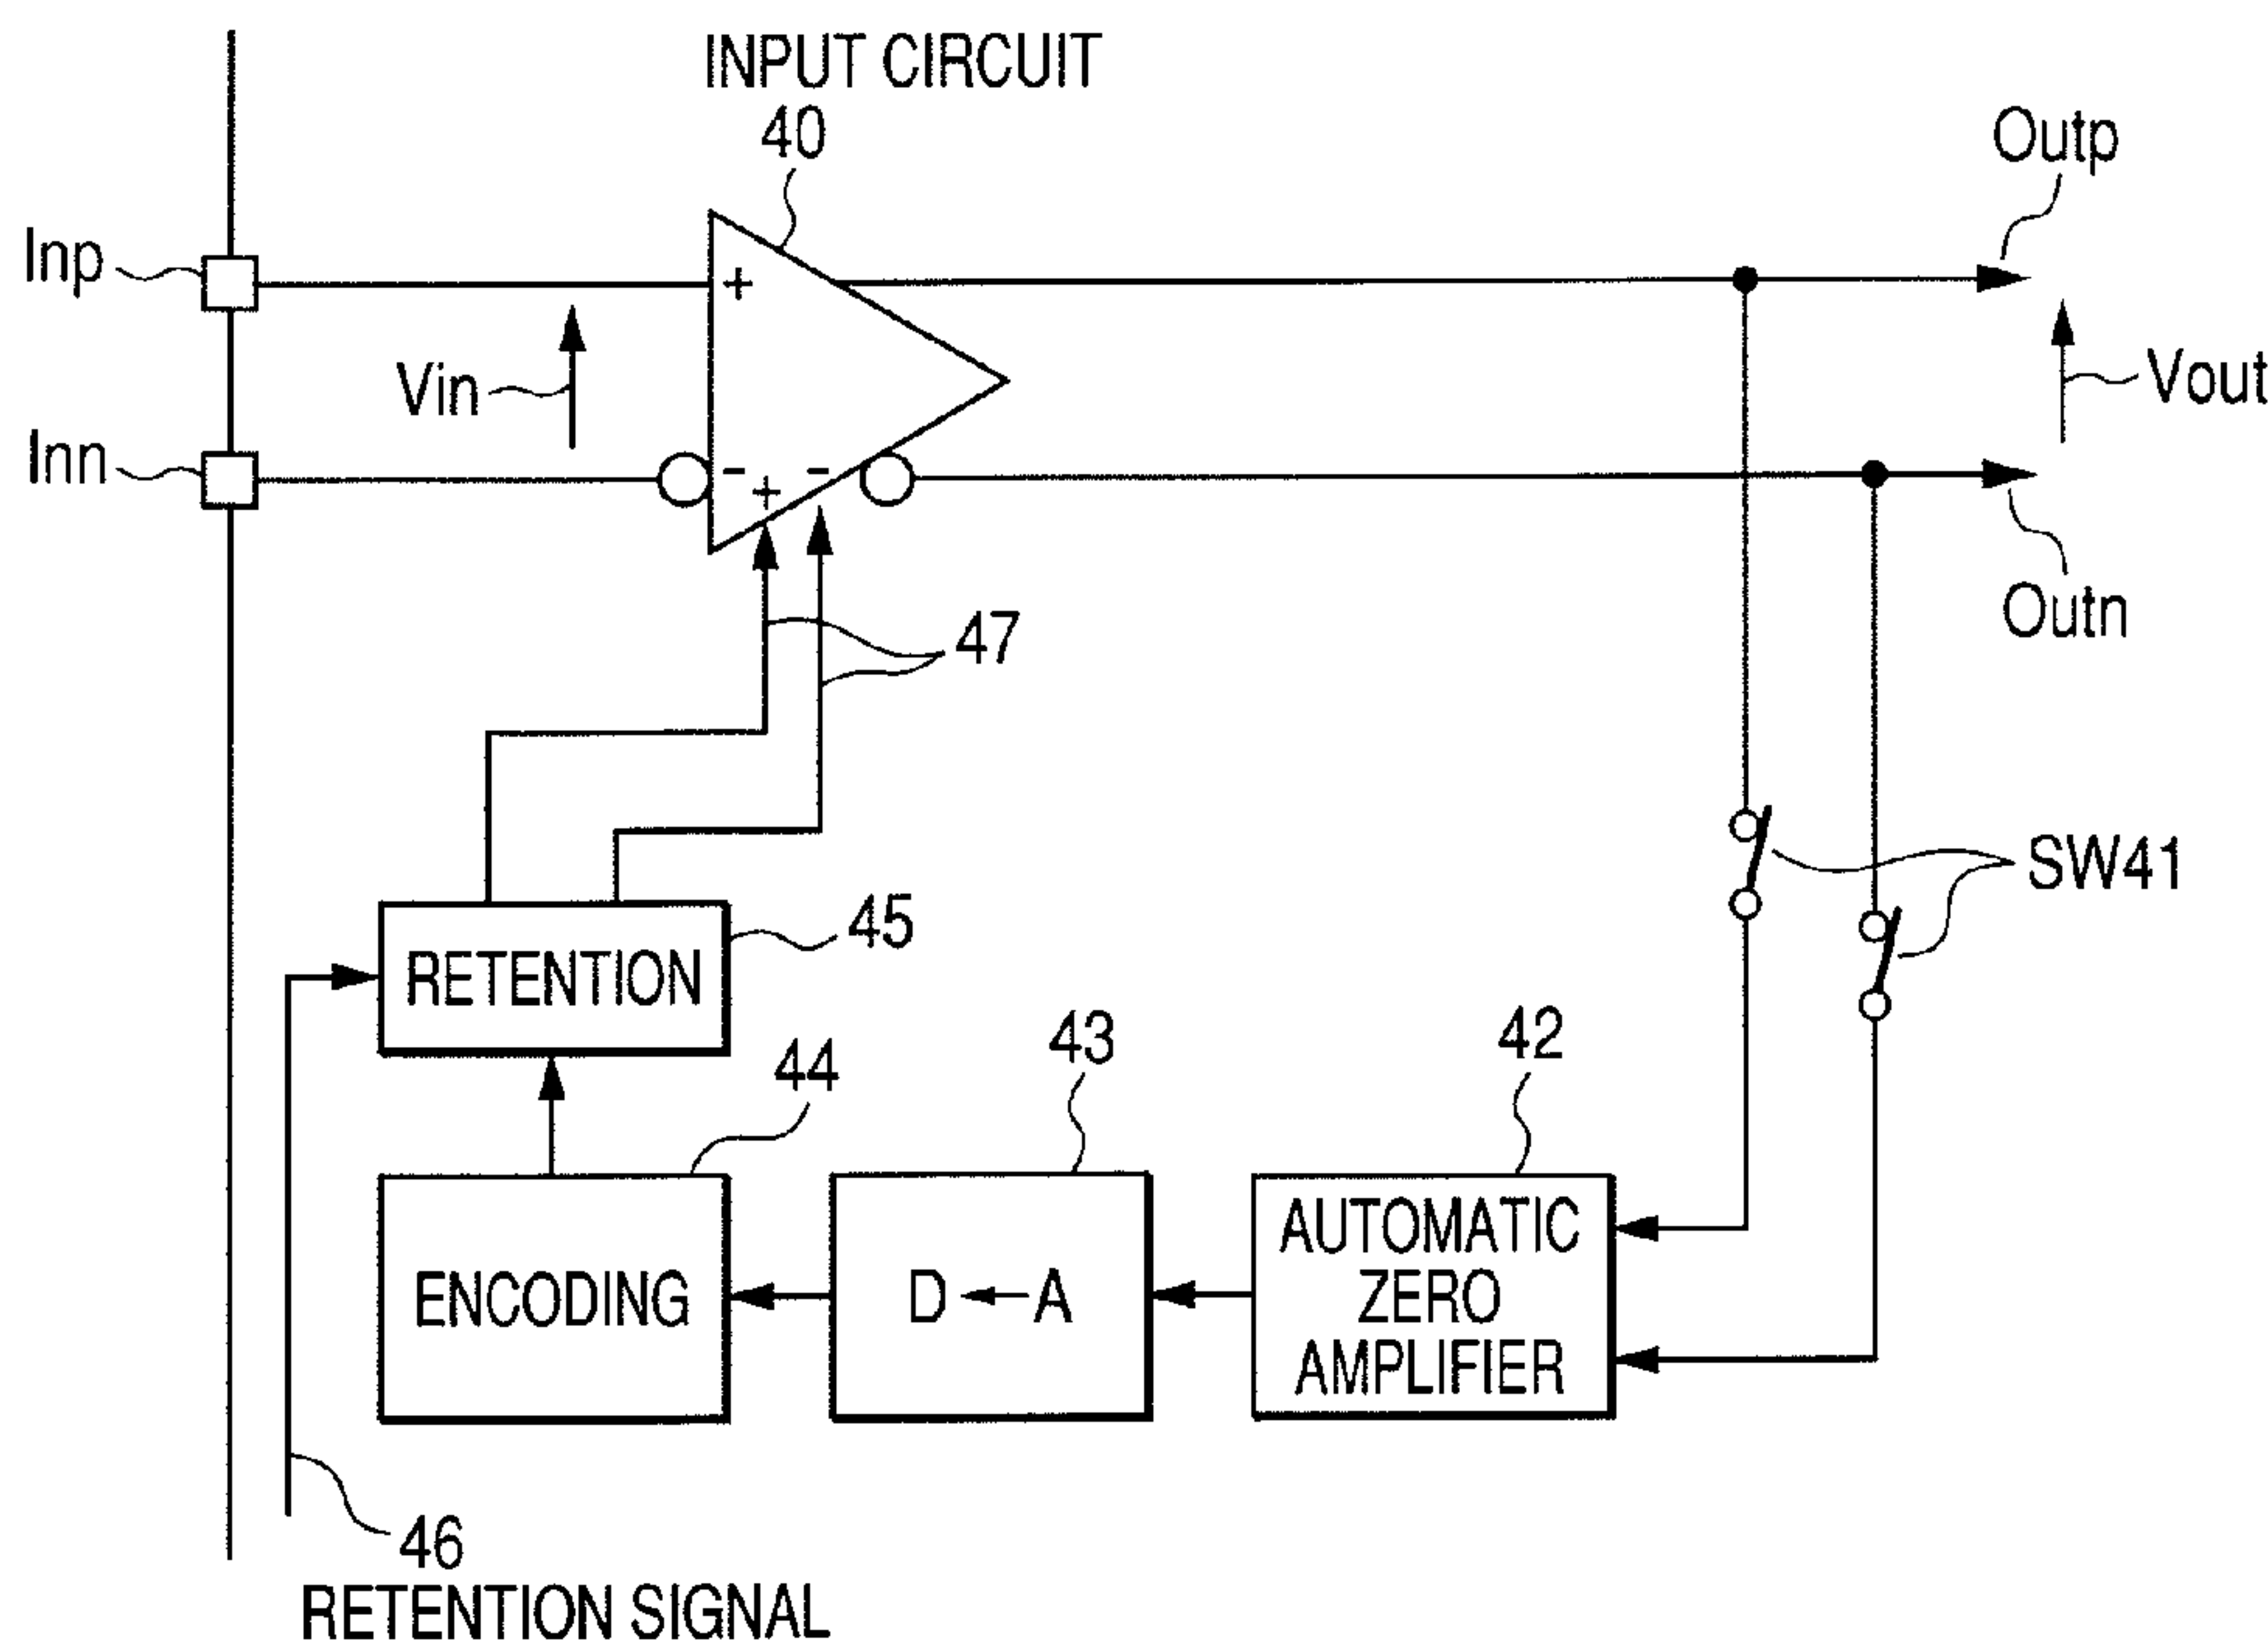 INPUT CIRCUIT
40
Outp
Inp
+
Vin
Vout
Inn
- + -
Outn
47
SW41
45
RETENTION
42
43
44
AUTOMATIC
ZERO
AMPLIFIER
D ← A
ENCODING
46
RETENTION SIGNAL